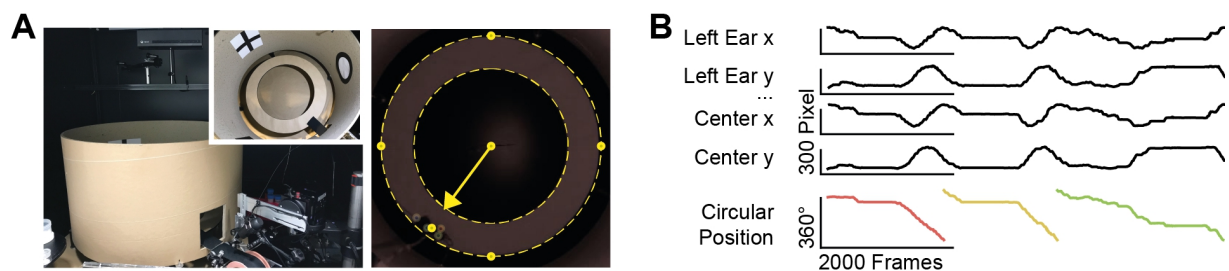 A
B
Left Ear x
Left Ear y
...
Center x
Center y
300 Pixel
Circular
Position
360°
2000 Frames